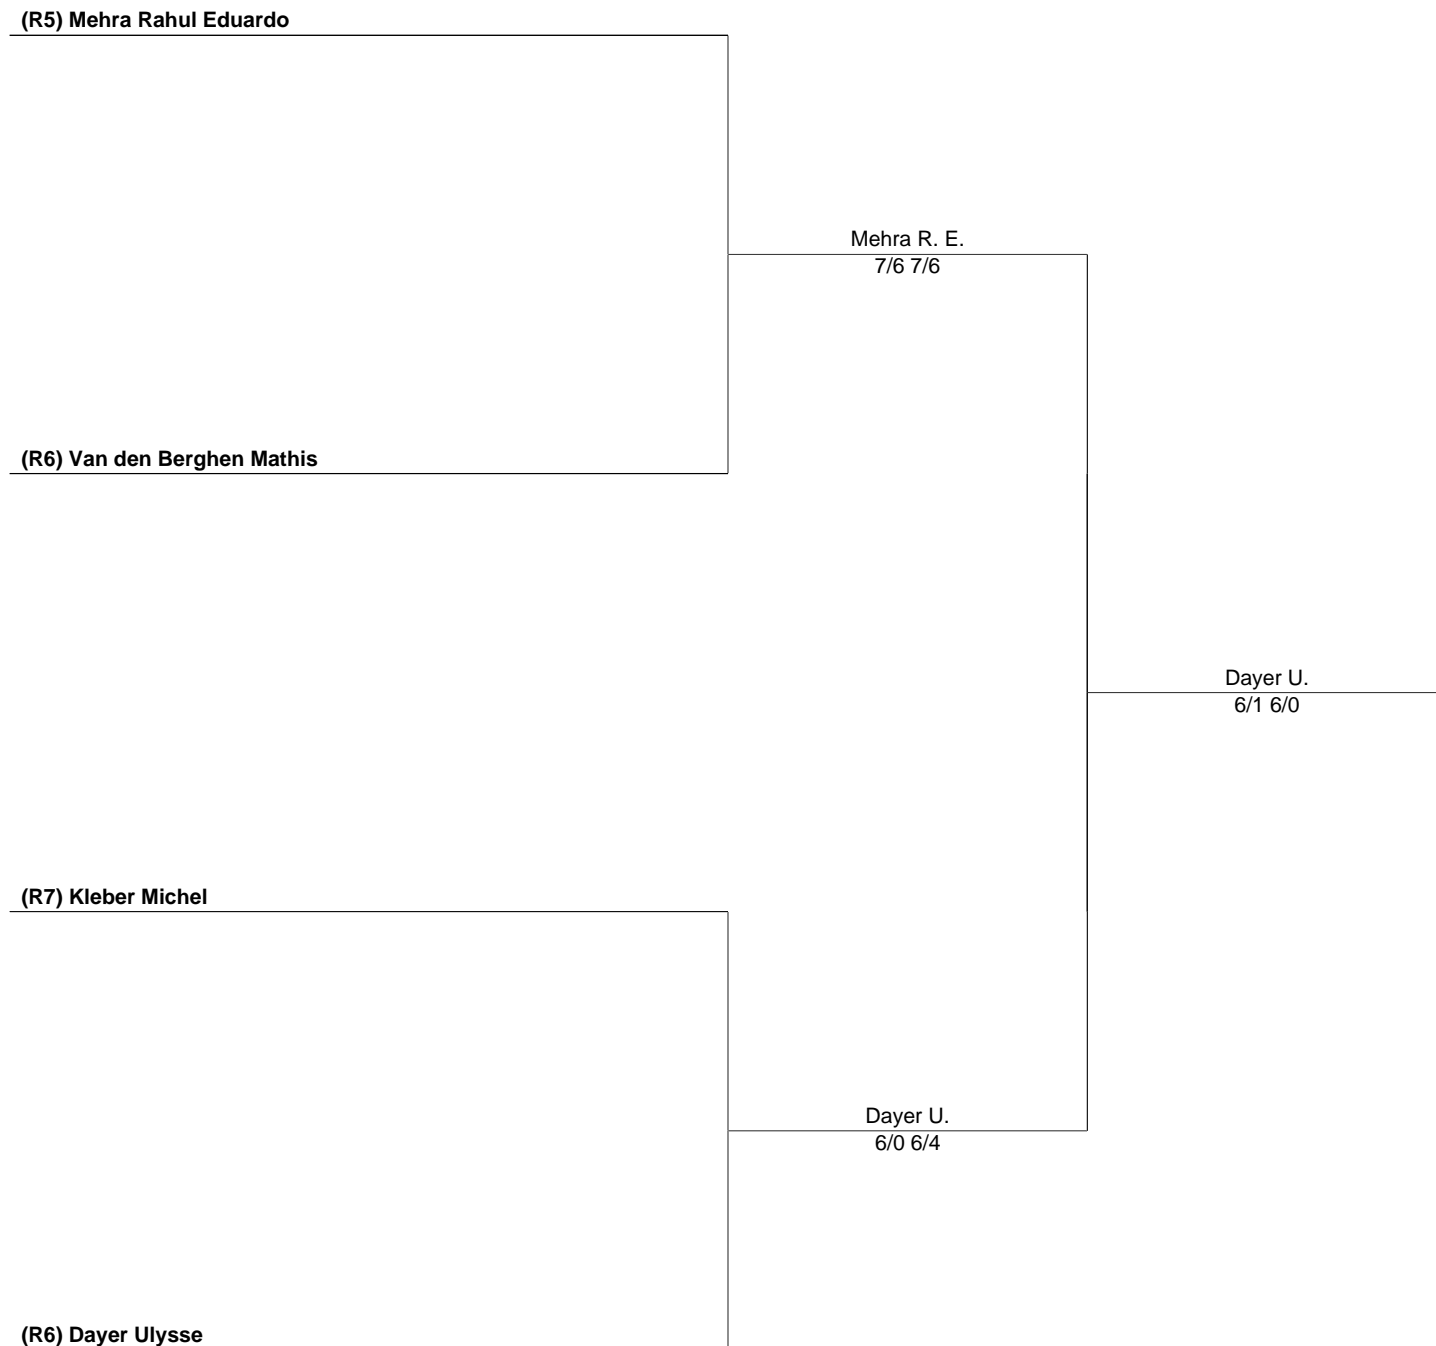 (R5) Mehra Rahul Eduardo
Mehra R. E.
7/6 7/6
(R6) Van den Berghen Mathis
Dayer U.
6/1 6/0
(R7) Kleber Michel
Dayer U.
6/0 6/4
(R6) Dayer Ulysse